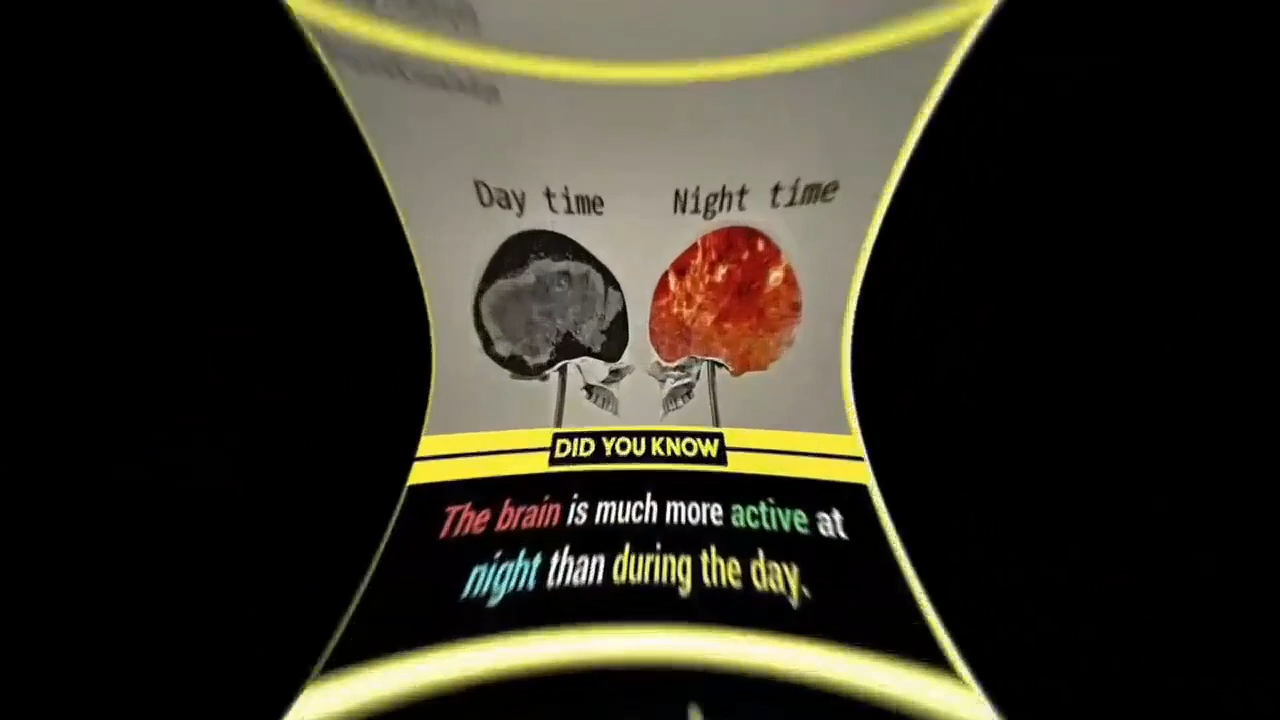 Day time Night time
DID YOU KNOW
The brain is much more active at
night than during the day.